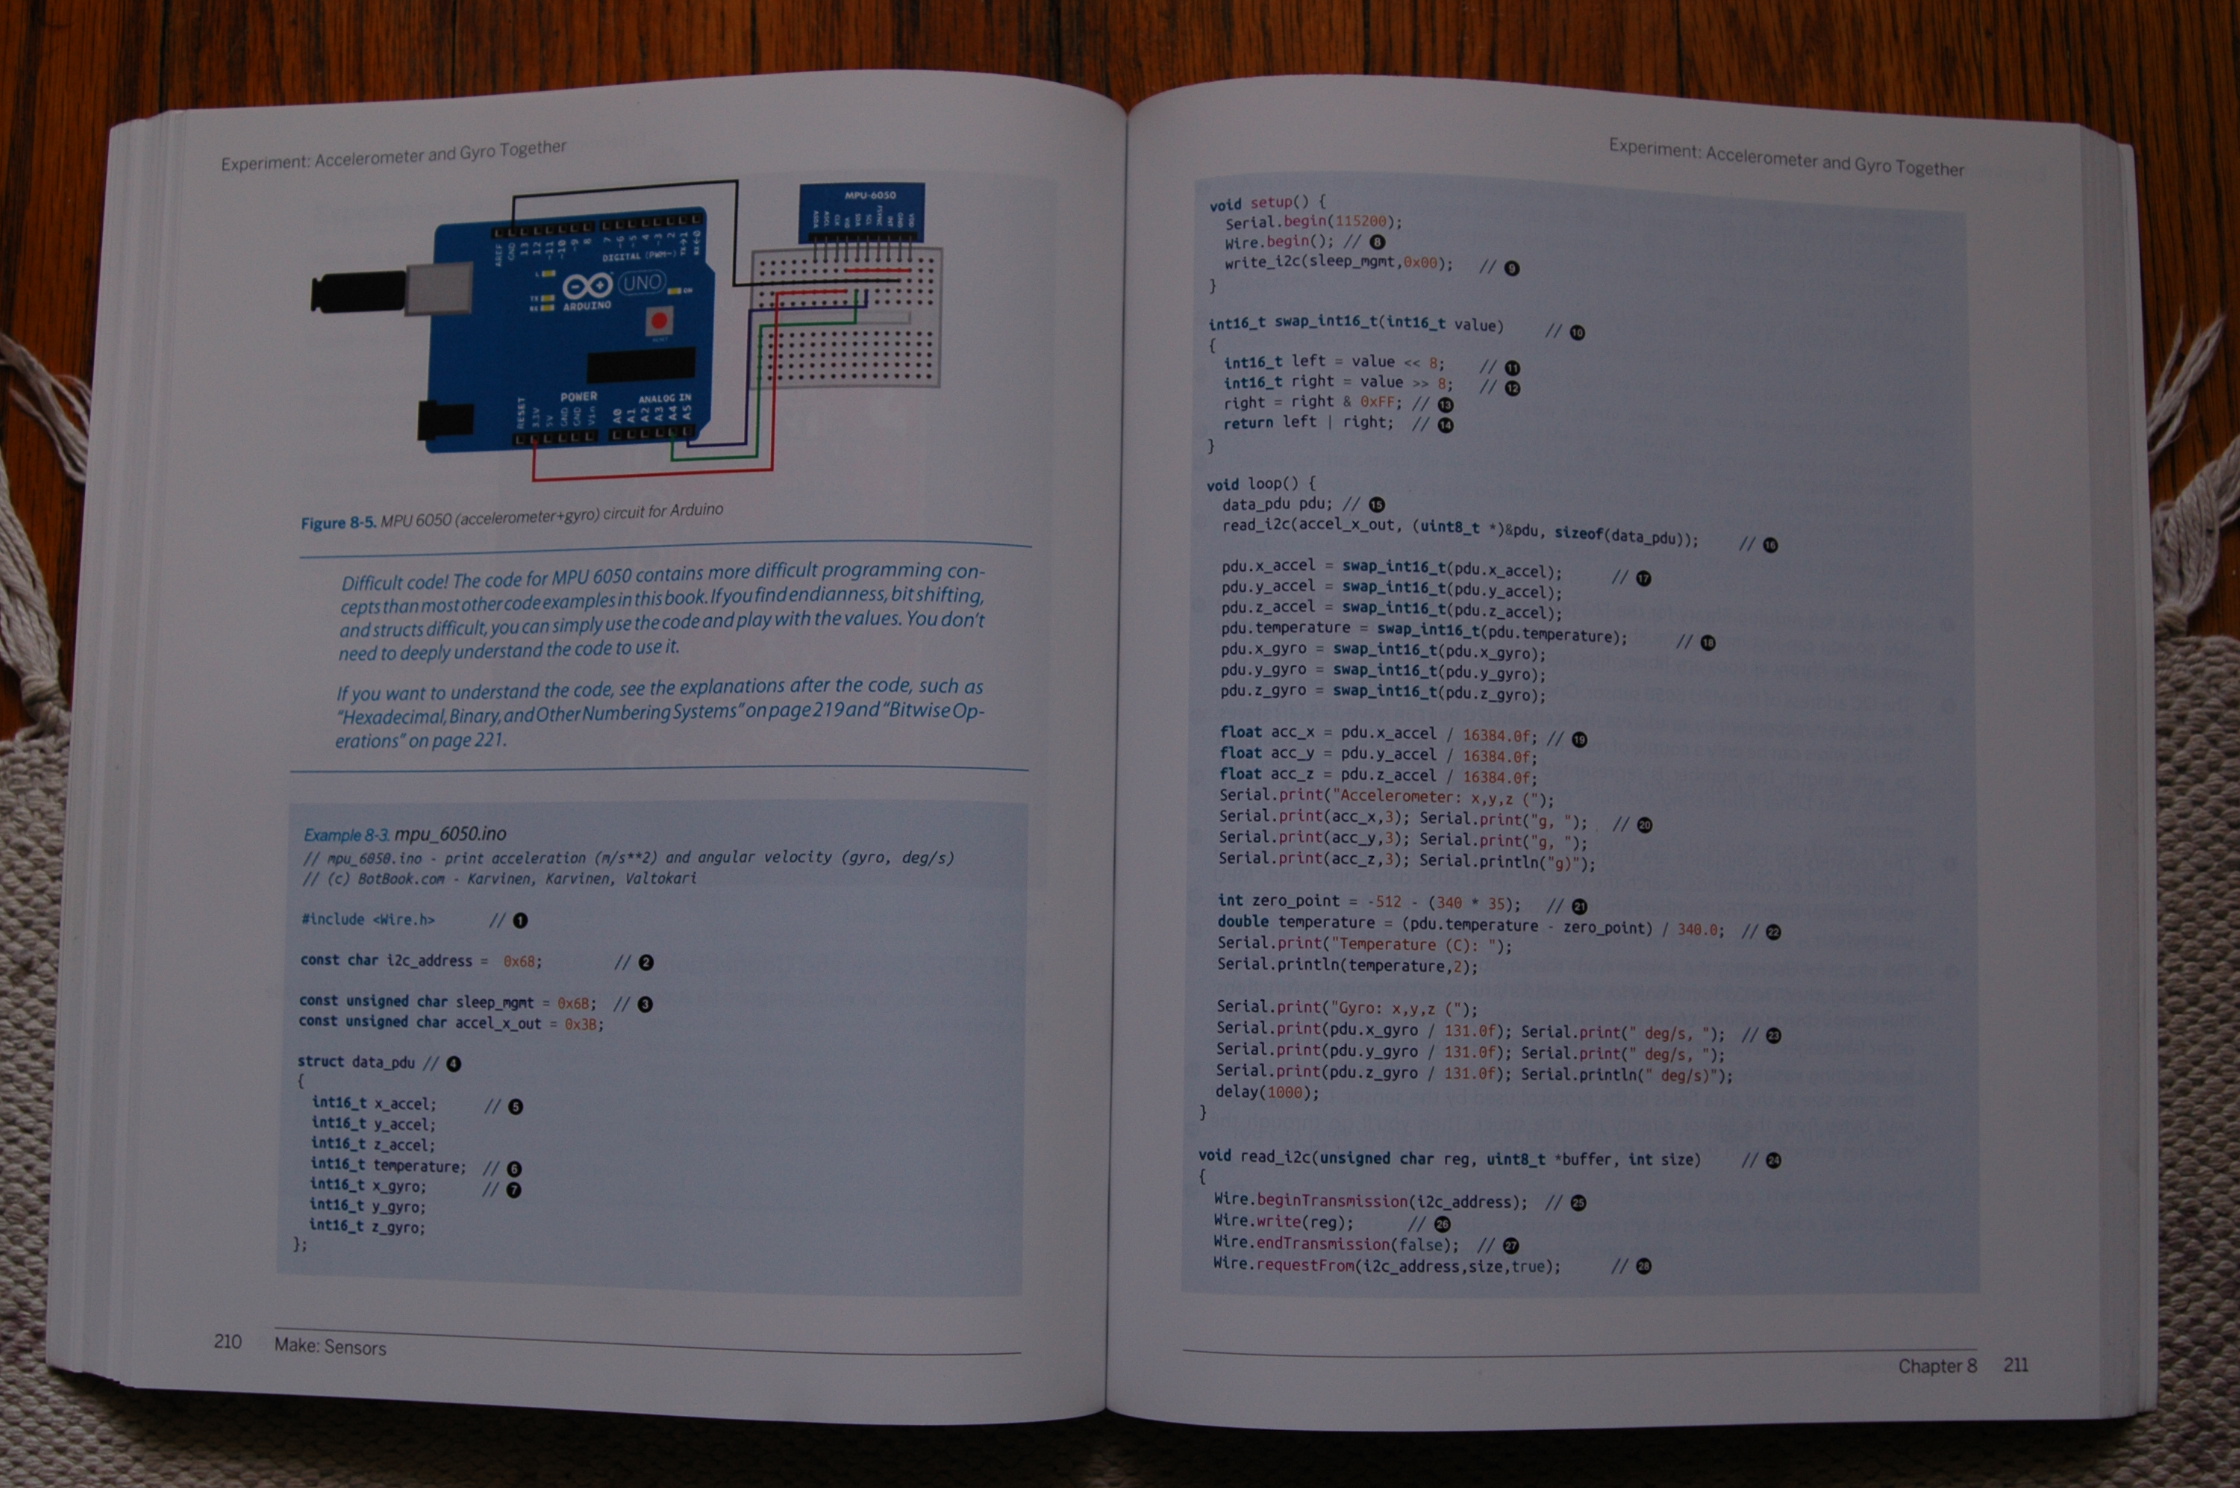 Experiment: Accelerometer and Gyro Together
MPU-6050
VDD
GND
INT
FSYNC
SCL
SDA
VIO
CLK
ASCL
ASDA
AREF
GND
13
12
DIGITAL (PWM~)
UNO
ARDUINO
TX
RX
L
ON
RESET
3.3V
5V
GND
GND
Vin
POWER
ANALOG IN
A0
A1
A2
A3
A4
A5
Figure 8-5. MPU 6050 (accelerometer+gyro) circuit for Arduino
Difficult code! The code for MPU 6050 contains more difficult programming con-
cepts than most other code examples in this book. If you find endianness, bit shifting,
and structs difficult, you can simply use the code and play with the values. You don't
need to deeply understand the code to use it.
If you want to understand the code, see the explanations after the code, such as
"Hexadecimal, Binary, and Other Numbering Systems" on page 219 and "Bitwise Op-
erations" on page 221.
Example 8-3. mpu_6050.ino
// mpu_6050.ino - print acceleration (m/s**2) and angular velocity (gyro, deg/s)
// (c) BotBook.com - Karvinen, Karvinen, Valtokari
#include <Wire.h> // 1
const char i2c_address = 0x68; // 2
const unsigned char sleep_mgmt = 0x6B; // 3
const unsigned char accel_x_out = 0x3B;
struct data_pdu // 4
{
int16_t x_accel; // 5
int16_t y_accel;
int16_t z_accel;
int16_t temperature; // 6
int16_t x_gyro; // 7
int16_t y_gyro;
int16_t z_gyro;
};
210 Make: Sensors
Experiment: Accelerometer and Gyro Together
void setup() {
Serial.begin(115200);
Wire.begin(); // 8
write_i2c(sleep_mgmt,0x00); // 9
}
int16_t swap_int16_t(int16_t value) // 10
{
int16_t left = value << 8; // 11
int16_t right = value >> 8; // 12
right = right & 0xFF; // 13
return left | right; // 14
}
void loop() {
data_pdu pdu; // 15
read_i2c(accel_x_out, (uint8_t *)&pdu, sizeof(data_pdu)); // 16
pdu.x_accel = swap_int16_t(pdu.x_accel); // 17
pdu.y_accel = swap_int16_t(pdu.y_accel);
pdu.z_accel = swap_int16_t(pdu.z_accel);
pdu.temperature = swap_int16_t(pdu.temperature); // 18
pdu.x_gyro = swap_int16_t(pdu.x_gyro);
pdu.y_gyro = swap_int16_t(pdu.y_gyro);
pdu.z_gyro = swap_int16_t(pdu.z_gyro);
float acc_x = pdu.x_accel / 16384.0f; // 19
float acc_y = pdu.y_accel / 16384.0f;
float acc_z = pdu.z_accel / 16384.0f;
Serial.print("Accelerometer: x,y,z (");
Serial.print(acc_x,3); Serial.print("g, "); // 20
Serial.print(acc_y,3); Serial.print("g, ");
Serial.print(acc_z,3); Serial.println("g)");
int zero_point = -512 - (340 * 35); // 21
double temperature = (pdu.temperature - zero_point) / 340.0; // 22
Serial.print("Temperature (C): ");
Serial.println(temperature,2);
Serial.print("Gyro: x,y,z (");
Serial.print(pdu.x_gyro / 131.0f); Serial.print(" deg/s, "); // 23
Serial.print(pdu.y_gyro / 131.0f); Serial.print(" deg/s, ");
Serial.print(pdu.z_gyro / 131.0f); Serial.println(" deg/s)");
delay(1000);
}
void read_i2c(unsigned char reg, uint8_t *buffer, int size) // 24
{
Wire.beginTransmission(i2c_address); // 25
Wire.write(reg); // 26
Wire.endTransmission(false); // 27
Wire.requestFrom(i2c_address,size,true); // 28
Chapter 8 211